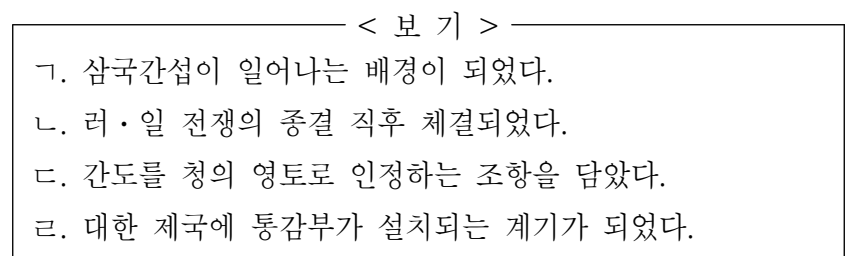 < 보 기 >
ㄱ. 삼국간섭이 일어나는 배경이 되었다.
ㄴ. 러・일 전쟁의 종결 직후 체결되었다.
ㄷ. 간도를 청의 영토로 인정하는 조항을 담았다.
ㄹ. 대한 제국에 통감부가 설치되는 계기가 되었다.